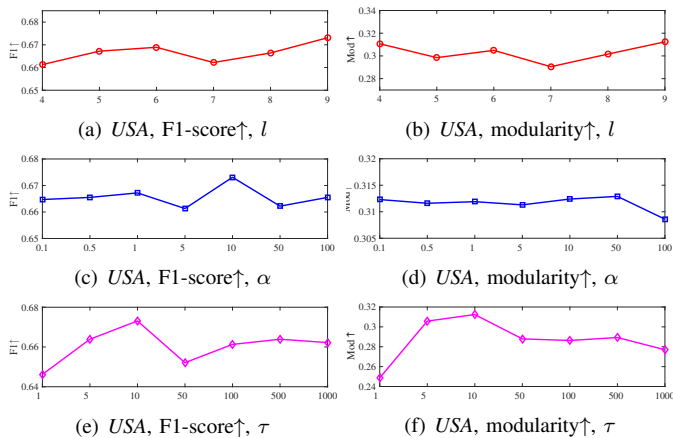 0.68
0.67
0.66
0.65
F1↑
4 5 6 7 8 9
(a) USA, F1-score↑, l
0.34
0.32
0.3
0.28
Mod↑
4 5 6 7 8 9
(b) USA, modularity↑, l
0.68
0.67
0.66
0.65
F1↑
0.1 0.5 1 5 10 50 100
(c) USA, F1-score↑, α
0.32
0.315
0.31
0.305
0.1 0.5 1 5 10 50 100
(d) USA, modularity↑, α
0.68
0.66
0.64
F1↑
1 5 10 50 100 500 1000
(e) USA, F1-score↑, τ
0.32
0.3
0.28
0.26
0.24
Mod↑
1 5 10 50 100 500 1000
(f) USA, modularity↑, τ